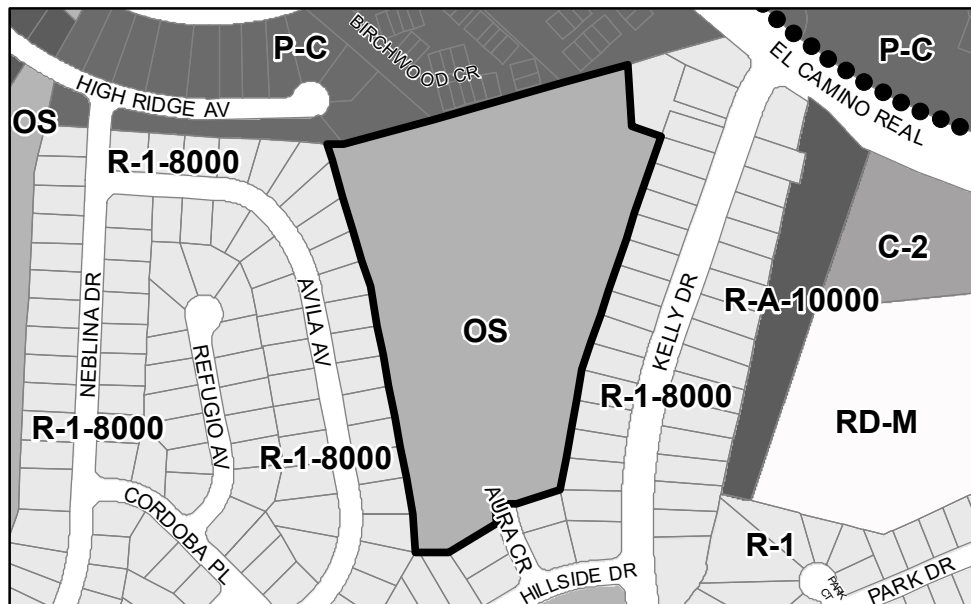 P-C
BIRCHWOOD CR
P-C
EL CAMINO REAL
HIGH RIDGE AV
OS
R-1-8000
C-2
AVILA AV
R-A-10000
NEBLINA DR
OS
KELLY DR
REFUGIO AV
R-1-8000
RD-M
R-1-8000
R-1-8000
CORDOBA PL
AURA CR
R-1
HILLSIDE DR
PARK CT
PARK DR